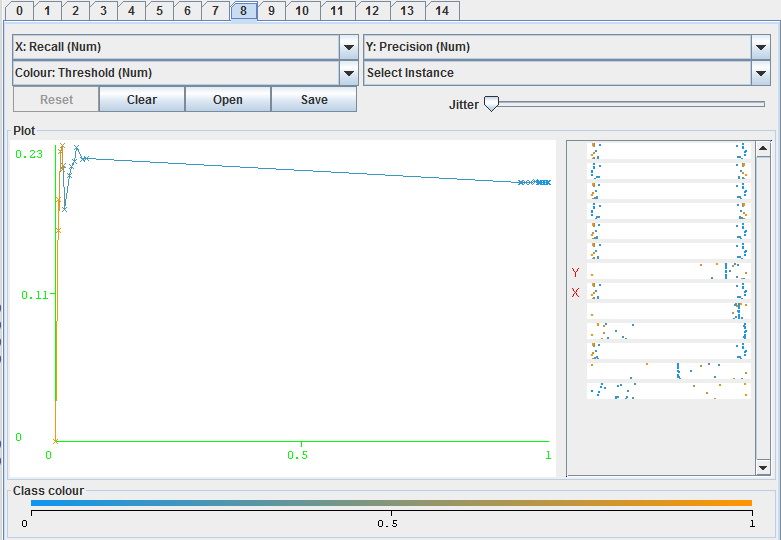 0 1 2 3 4 5 6 7 8 9 10 11 12 13 14
X: Recall (Num) Y: Precision (Num)
Colour: Threshold (Num) Select Instance
Reset Clear Open Save Jitter
Plot
0.23
Y
X
0.11
0
0 0.5 1
Class colour
0 0.5 1